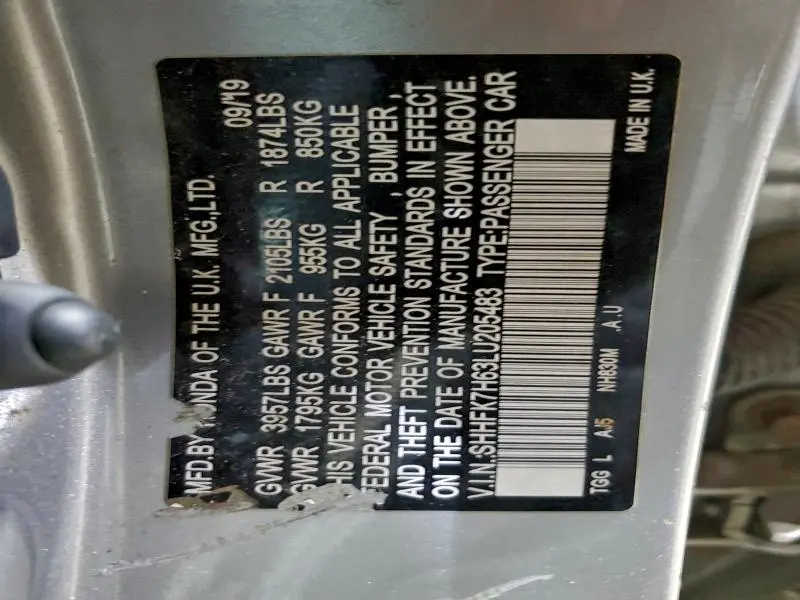 MFD.BY HONDA OF THE U.K. MFG.,LTD. 09/19
GVWR 3957LBS GAWR F 2105LBS R 1874LBS
GVWR 1795KG GAWR F 955KG R 850KG
THIS VEHICLE CONFORMS TO ALL APPLICABLE
FEDERAL MOTOR VEHICLE SAFETY , BUMPER ,
AND THEFT PREVENTION STANDARDS IN EFFECT
ON THE DATE OF MANUFACTURE SHOWN ABOVE.
V.I.N.:SHHFK7H63LU205483 TYPE:PASSENGER CAR
TGG L A J5 NH830M .A .U MADE IN U.K.